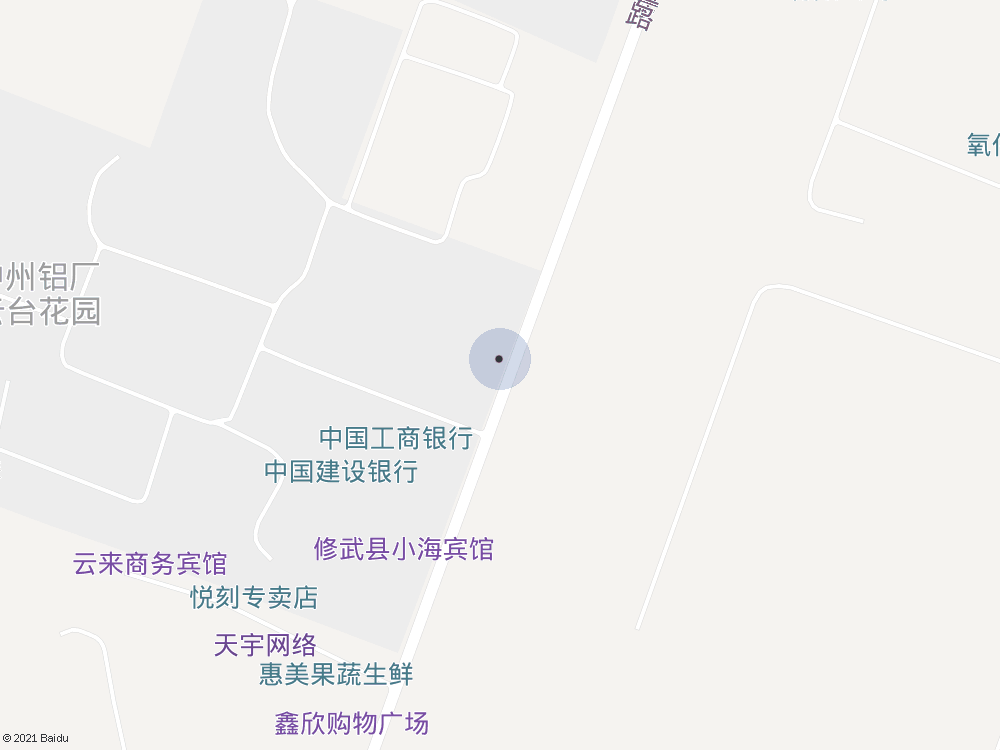 路
州铝厂
台花园
中国工商银行
中国建设银行
修武县小海宾馆
云来商务宾馆
悦刻专卖店
天宇网络
惠美果蔬生鲜
鑫欣购物广场
氧
© 2021 Baidu